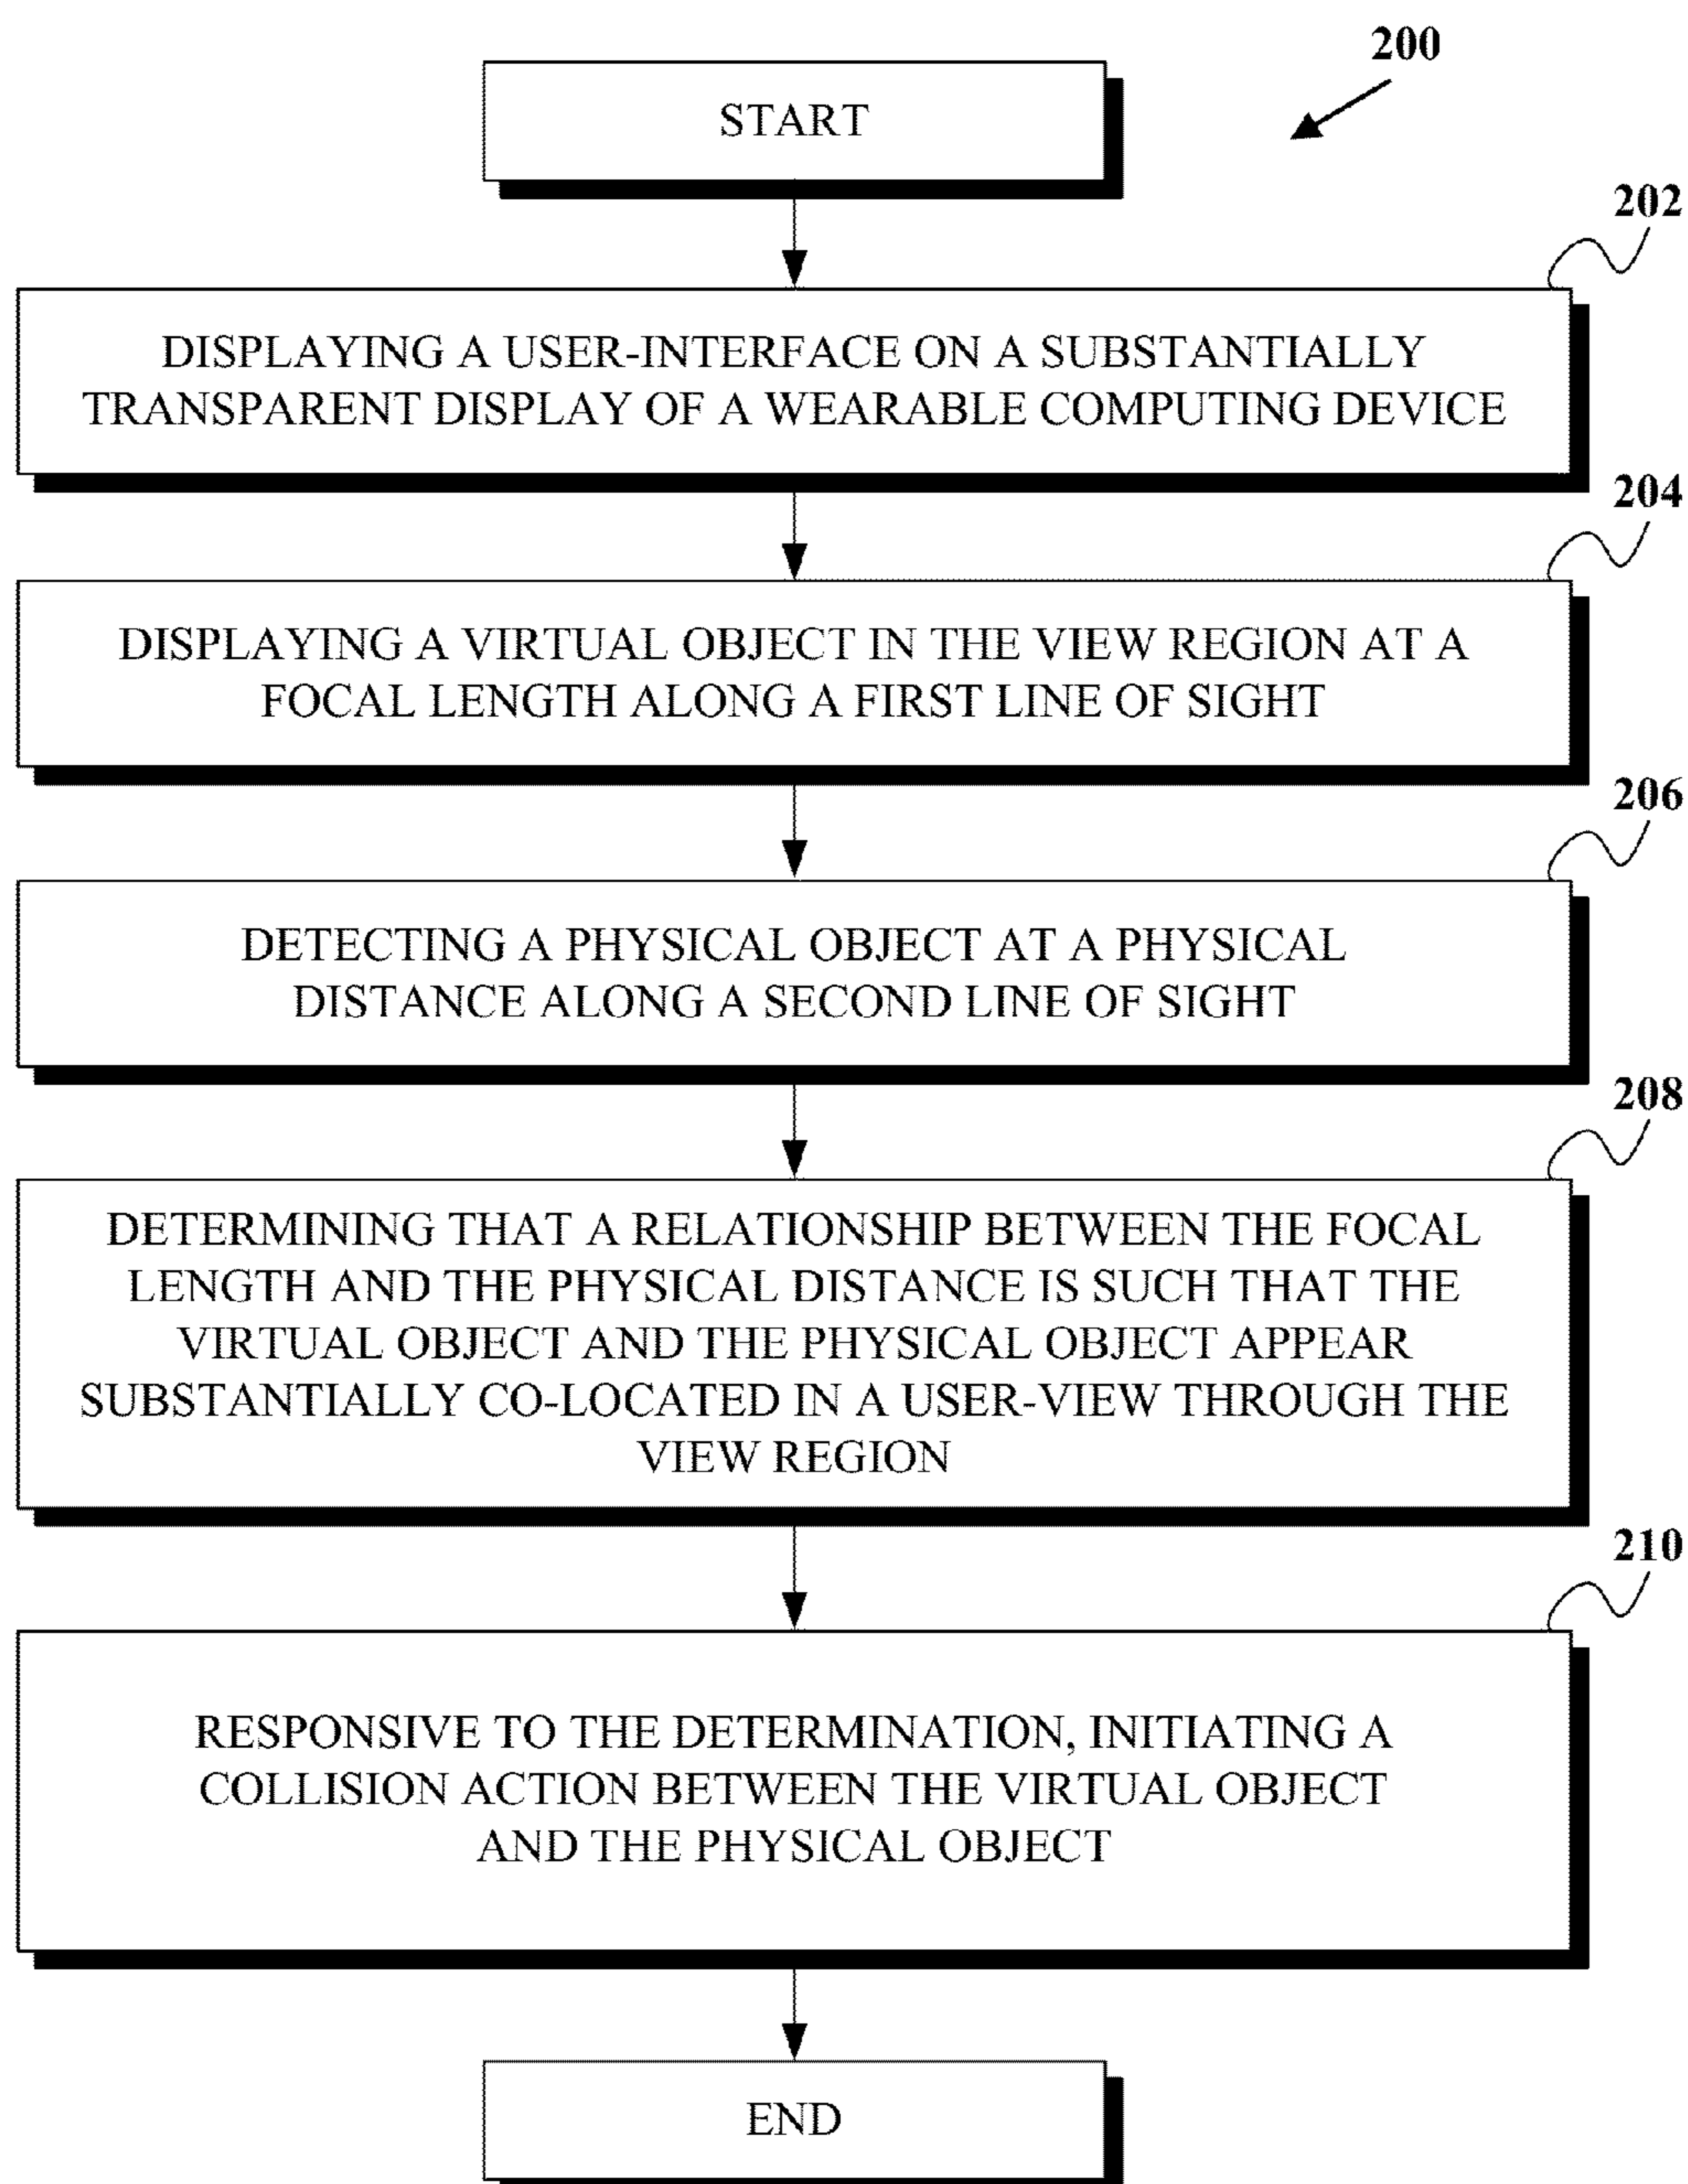 200
START
202
DISPLAYING A USER-INTERFACE ON A SUBSTANTIALLY
TRANSPARENT DISPLAY OF A WEARABLE COMPUTING DEVICE
204
DISPLAYING A VIRTUAL OBJECT IN THE VIEW REGION AT A
FOCAL LENGTH ALONG A FIRST LINE OF SIGHT
206
DETECTING A PHYSICAL OBJECT AT A PHYSICAL
DISTANCE ALONG A SECOND LINE OF SIGHT
208
DETERMINING THAT A RELATIONSHIP BETWEEN THE FOCAL
LENGTH AND THE PHYSICAL DISTANCE IS SUCH THAT THE
VIRTUAL OBJECT AND THE PHYSICAL OBJECT APPEAR
SUBSTANTIALLY CO-LOCATED IN A USER-VIEW THROUGH THE
VIEW REGION
210
RESPONSIVE TO THE DETERMINATION, INITIATING A
COLLISION ACTION BETWEEN THE VIRTUAL OBJECT
AND THE PHYSICAL OBJECT
END